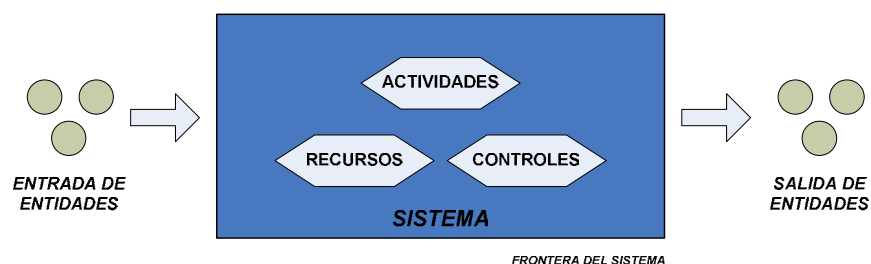 ACTIVIDADES
RECURSOS
CONTROLES
ENTRADA DE
ENTIDADES
SISTEMA
SALIDA DE
ENTIDADES
FRONTERA DEL SISTEMA